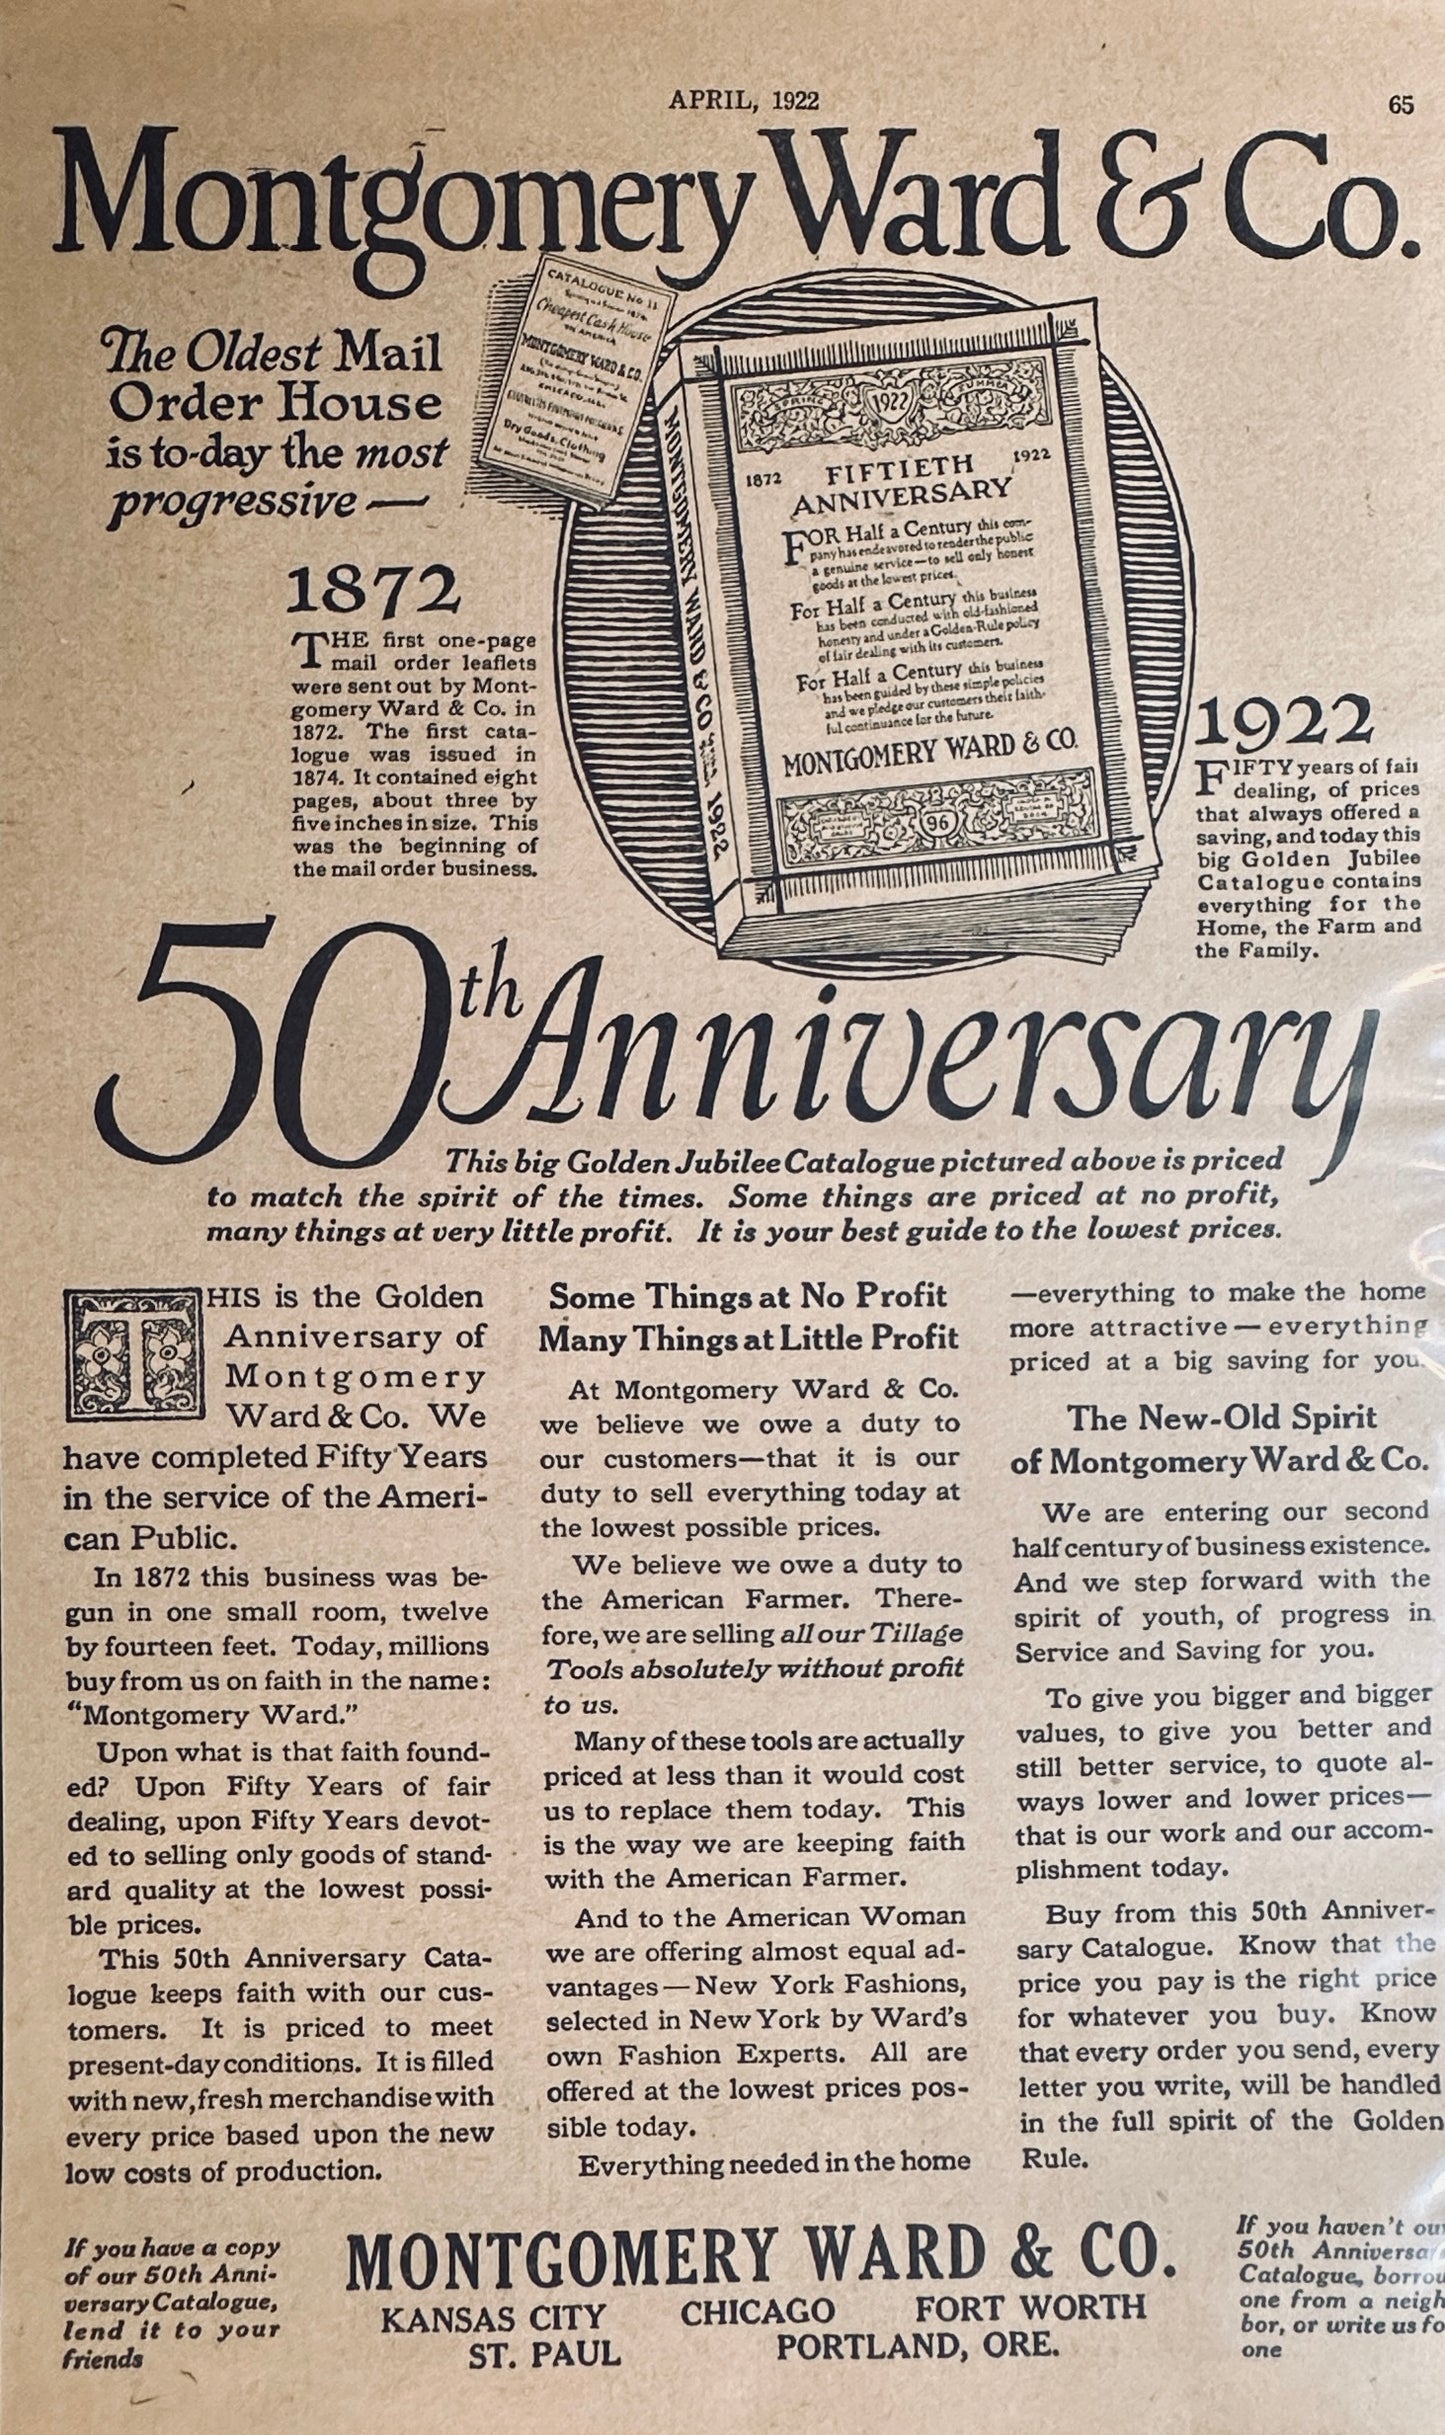 APRIL, 1922
65
Montgomery Ward & Co.
The Oldest Mail
Order House
is to-day the most
progressive —
CATALOGUE No 11
Cheapest Cash House
IN AMERICA
MONTGOMERY WARD & CO.
CHICAGO, ILL.
Dry Goods, Clothing
MONTGOMERY WARD & CO
1922
SPRING 1922 SUMMER
1872 FIFTIETH 1922
ANNIVERSARY
FOR Half a Century this com-
pany has endeavored to render the public
a genuine service—to sell only honest
goods at the lowest prices.
For Half a Century this business
has been conducted with old-fashioned
honesty and under a Golden-Rule policy
of fair dealing with its customers.
For Half a Century this business
has been guided by these simple policies
and we pledge our customers their faith-
ful continuance for the future.
MONTGOMERY WARD & CO.
96
1872
THE first one-page
mail order leaflets
were sent out by Mont-
gomery Ward & Co. in
1872. The first cata-
logue was issued in
1874. It contained eight
pages, about three by
five inches in size. This
was the beginning of
the mail order business.
1922
FIFTY years of fair
dealing, of prices
that always offered a
saving, and today this
big Golden Jubilee
Catalogue contains
everything for the
Home, the Farm and
the Family.
50th Anniversary
This big Golden Jubilee Catalogue pictured above is priced
to match the spirit of the times. Some things are priced at no profit,
many things at very little profit. It is your best guide to the lowest prices.
THIS is the Golden
Anniversary of
Montgomery
Ward & Co. We
have completed Fifty Years
in the service of the Ameri-
can Public.
In 1872 this business was be-
gun in one small room, twelve
by fourteen feet. Today, millions
buy from us on faith in the name:
“Montgomery Ward.”
Upon what is that faith found-
ed? Upon Fifty Years of fair
dealing, upon Fifty Years devot-
ed to selling only goods of stand-
ard quality at the lowest possi-
ble prices.
This 50th Anniversary Cata-
logue keeps faith with our cus-
tomers. It is priced to meet
present-day conditions. It is filled
with new, fresh merchandise with
every price based upon the new
low costs of production.
Some Things at No Profit
Many Things at Little Profit
At Montgomery Ward & Co.
we believe we owe a duty to
our customers—that it is our
duty to sell everything today at
the lowest possible prices.
We believe we owe a duty to
the American Farmer. There-
fore, we are selling all our Tillage
Tools absolutely without profit
to us.
Many of these tools are actually
priced at less than it would cost
us to replace them today. This
is the way we are keeping faith
with the American Farmer.
And to the American Woman
we are offering almost equal ad-
vantages—New York Fashions,
selected in New York by Ward's
own Fashion Experts. All are
offered at the lowest prices pos-
sible today.
Everything needed in the home
—everything to make the home
more attractive—everything
priced at a big saving for you.
The New-Old Spirit
of Montgomery Ward & Co.
We are entering our second
half century of business existence.
And we step forward with the
spirit of youth, of progress in
Service and Saving for you.
To give you bigger and bigger
values, to give you better and
still better service, to quote al-
ways lower and lower prices—
that is our work and our accom-
plishment today.
Buy from this 50th Anniver-
sary Catalogue. Know that the
price you pay is the right price
for whatever you buy. Know
that every order you send, every
letter you write, will be handled
in the full spirit of the Golden
Rule.
If you have a copy
of our 50th Anni-
versary Catalogue,
lend it to your
friends
MONTGOMERY WARD & CO.
KANSAS CITY CHICAGO FORT WORTH
ST. PAUL PORTLAND, ORE.
If you haven't our
50th Anniversa
Catalogue, borrow
one from a neigh
bor, or write us fo
one